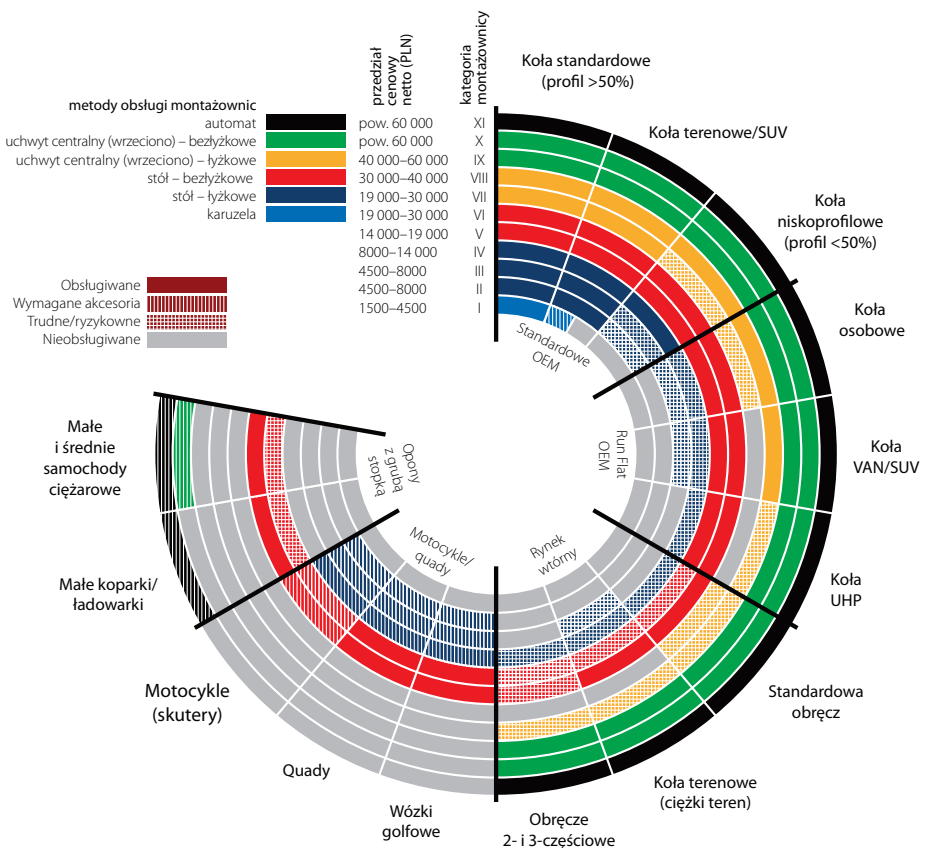 metody obsługi montażownic
automat
uchwyt centralny (wrzeciono) – bezłyżkowe
uchwyt centralny (wrzeciono) – łyżkowe
stół – bezłyżkowe
stół – łyżkowe
karuzela
przedział
cenowy
netto (PLN)
kategoria
montażownicy
pow. 60 000 XI
pow. 60 000 X
40 000–60 000 IX
30 000–40 000 VIII
19 000–30 000 VII
19 000–30 000 VI
14 000–19 000 V
8000–14 000 IV
4500–8000 III
4500–8000 II
1500–4500 I
Obsługiwane
Wymagane akcesoria
Trudne/ryzykowne
Nieobsługiwane
Koła standardowe
(profil >50%)
Koła terenowe/SUV
Koła
niskoprofilowe
(profil <50%)
Koła
osobowe
Koła
VAN/SUV
Koła
UHP
Standardowa
obręcz
Koła terenowe
(ciężki teren)
Obręcze
2- i 3-częściowe
Wózki
golfowe
Quady
Motocykle
(skutery)
Małe koparki/
ładowarki
Małe
i średnie
samochody
ciężarowe
Standardowe
OEM
Run Flat
OEM
Rynek
wtórny
Motocykle/
quady
Opony
z grubą
stopką